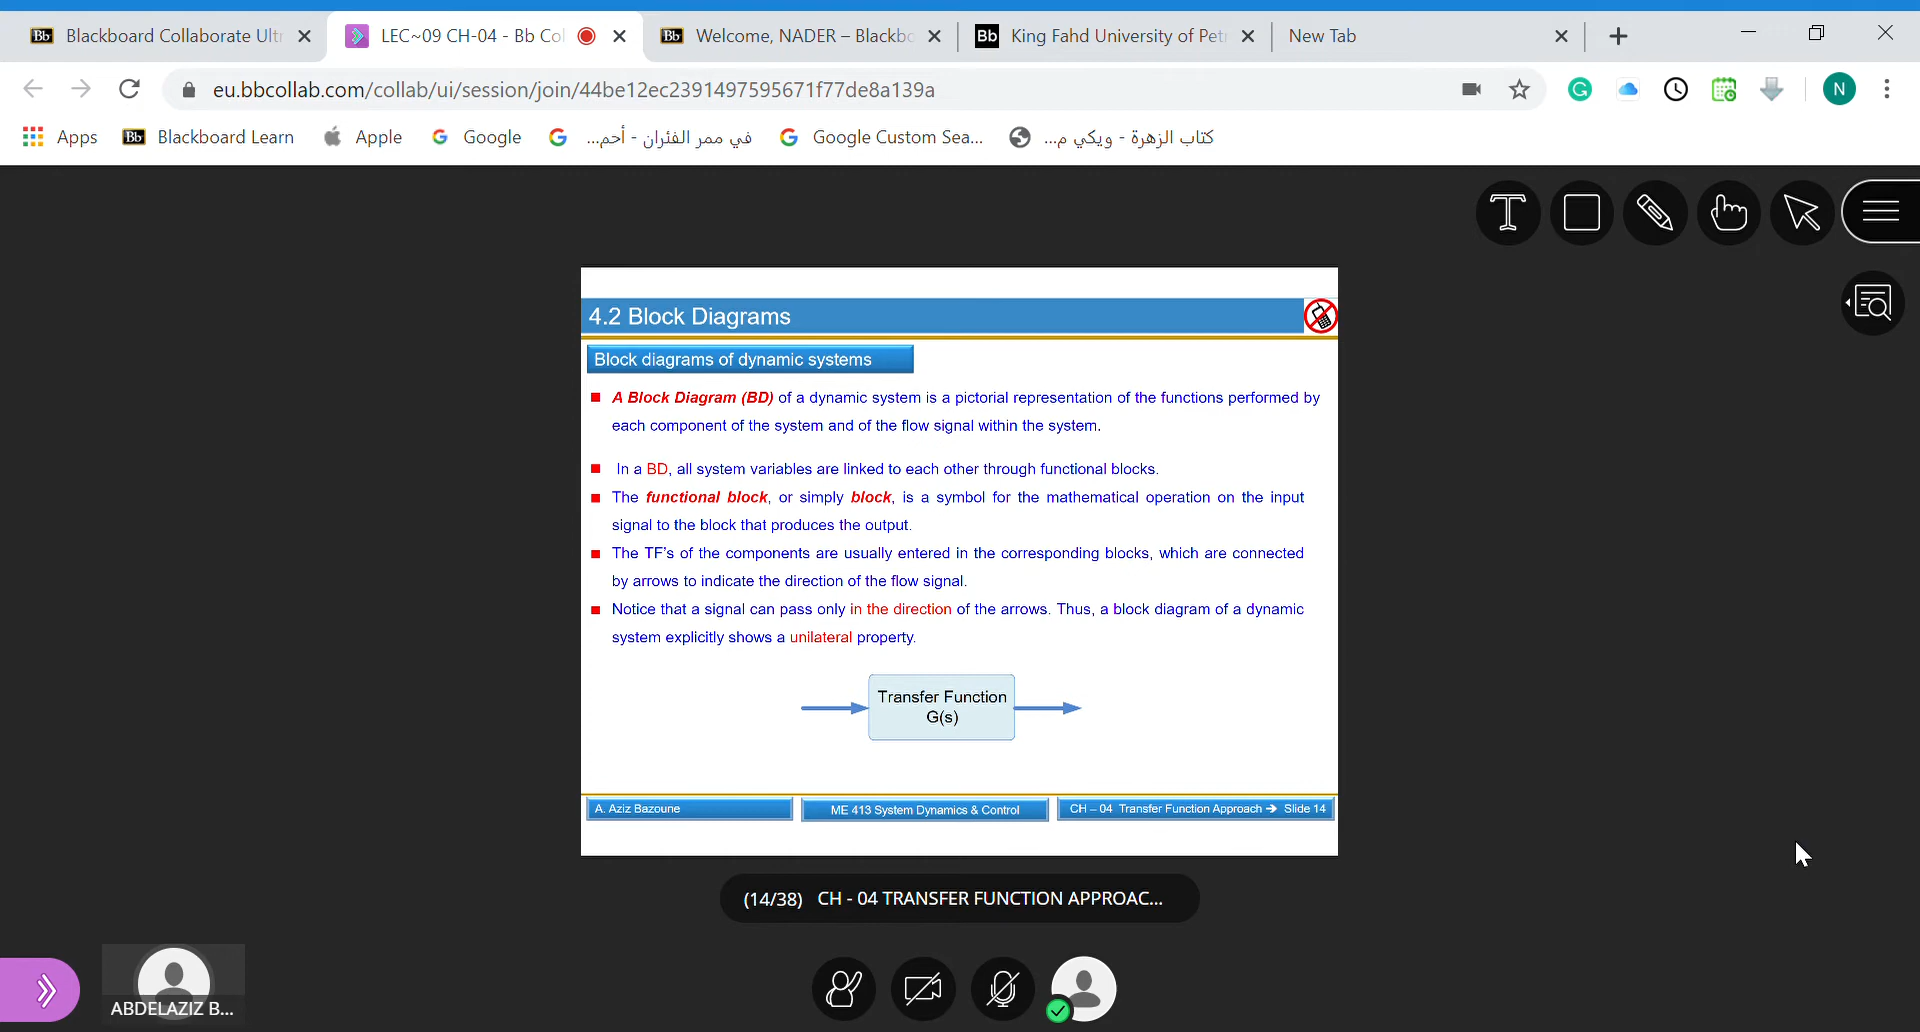 Bb Blackboard Collaborate Ult
LEC~09 CH-04 - Bb Co
Bb Welcome, NADER – Blackb
Bb King Fahd University of Pet
New Tab
eu.bbcollab.com/collab/ui/session/join/44be12ec2391497595671f77de8a139a
N
Apps
Bb Blackboard Learn
Apple
Google
في ممر الفئران - أحم...
Google Custom Sea...
كتاب الزهرة - ويكي م...
4.2 Block Diagrams
Block diagrams of dynamic systems
A Block Diagram (BD) of a dynamic system is a pictorial representation of the functions performed by
each component of the system and of the flow signal within the system.
In a BD, all system variables are linked to each other through functional blocks.
The functional block, or simply block, is a symbol for the mathematical operation on the input
signal to the block that produces the output.
The TF’s of the components are usually entered in the corresponding blocks, which are connected
by arrows to indicate the direction of the flow signal.
Notice that a signal can pass only in the direction of the arrows. Thus, a block diagram of a dynamic
system explicitly shows a unilateral property.
Transfer Function
G(s)
A. Aziz Bazoune
ME 413 System Dynamics & Control
CH – 04 Transfer Function Approach → Slide 14
(14/38) CH - 04 TRANSFER FUNCTION APPROAC...
ABDELAZIZ B...